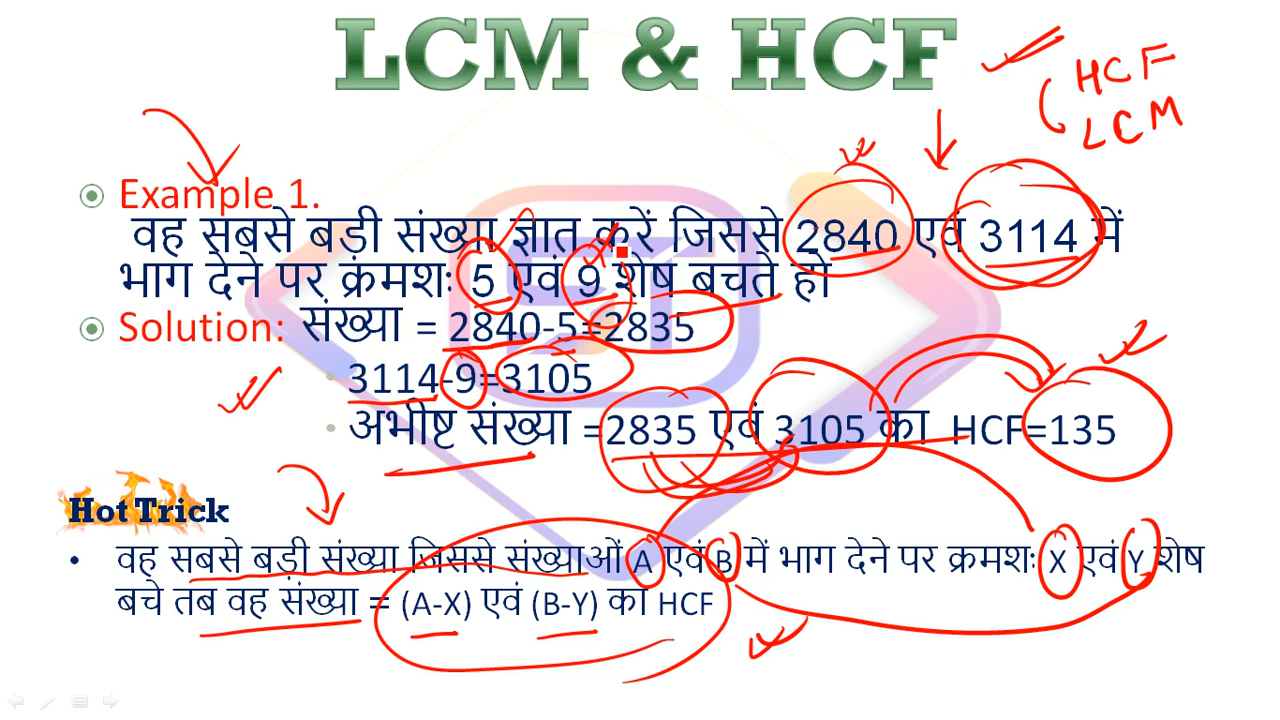 LCM & HCF
HCF
LCM
Example 1.
वह सबसे बड़ी संख्या ज्ञात करें जिससे 2840 एवं 3114 में
भाग देने पर क्रमशः 5 एवं 9 शेष बचते हो
Solution: संख्या = 2840-5=2835
3114-9=3105
अभीष्ट संख्या =2835 एवं 3105 का HCF=135
Hot Trick
वह सबसे बड़ी संख्या जिससे संख्याओं A एवं B में भाग देने पर क्रमशः X एवं Y शेष
बचे तब वह संख्या = (A-X) एवं (B-Y) का HCF